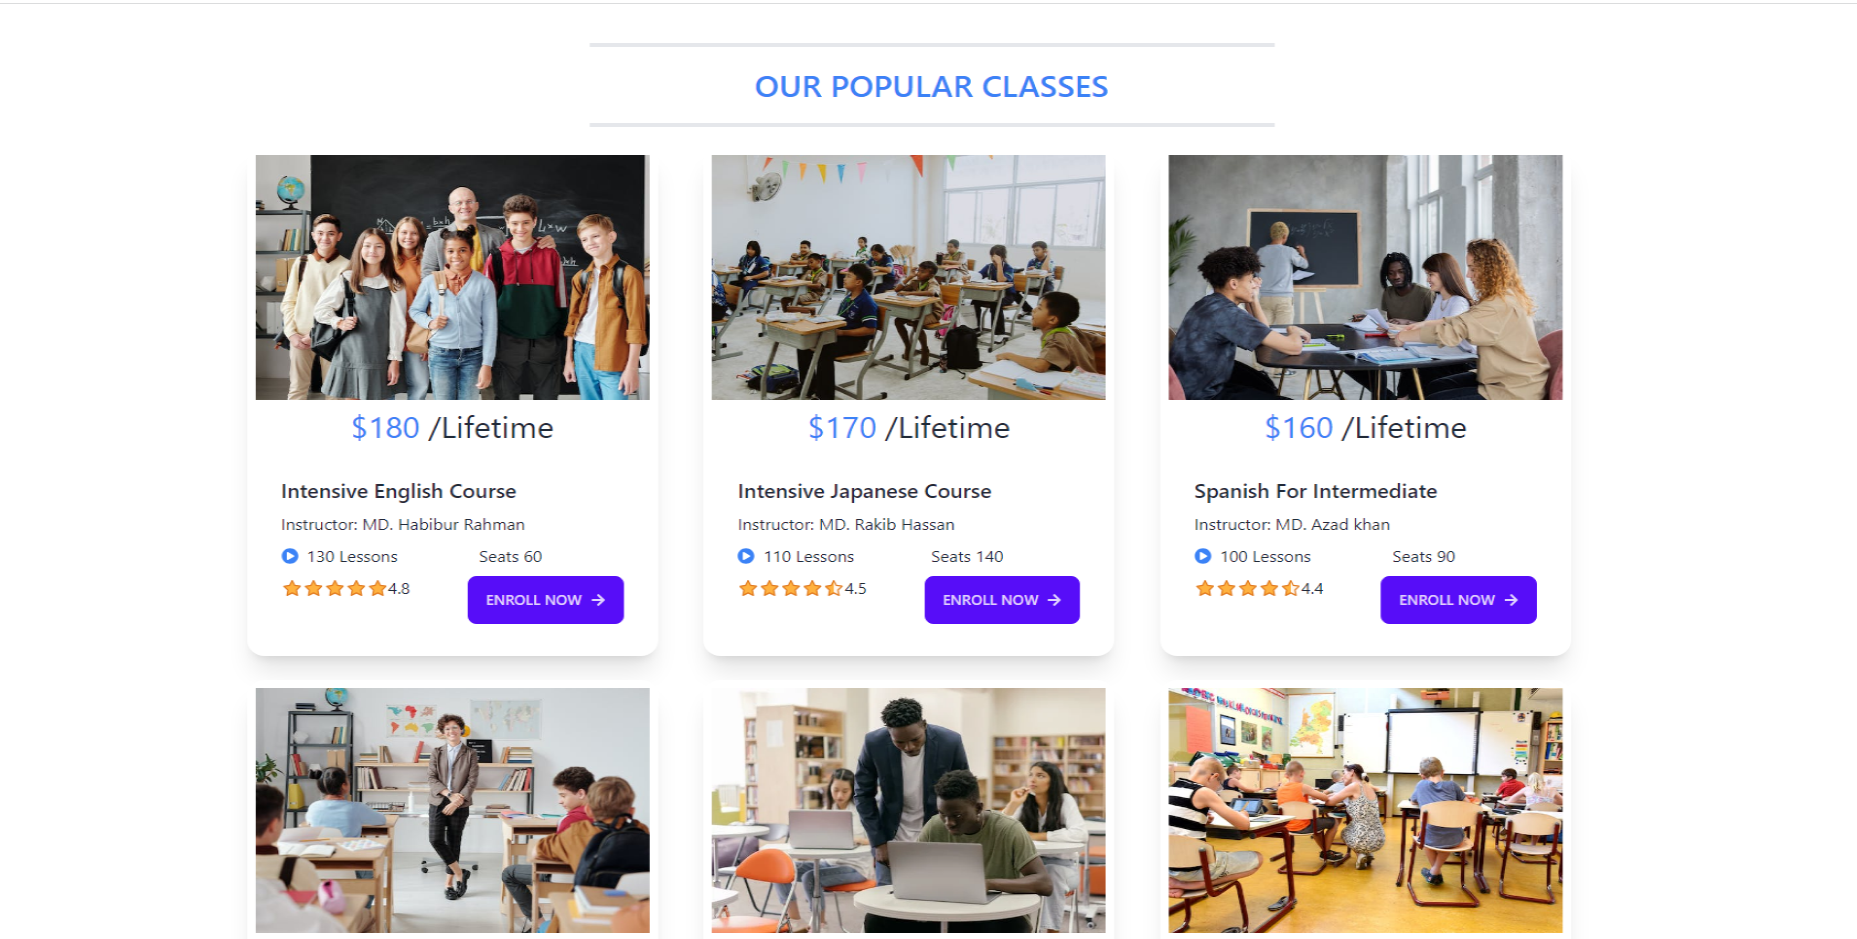 OUR POPULAR CLASSES
$180 /Lifetime
Intensive English Course
Instructor: MD. Habibur Rahman
130 Lessons
Seats 60
4.8
ENROLL NOW
$170 /Lifetime
Intensive Japanese Course
Instructor: MD. Rakib Hassan
110 Lessons
Seats 140
4.5
ENROLL NOW
$160 /Lifetime
Spanish For Intermediate
Instructor: MD. Azad khan
100 Lessons
Seats 90
4.4
ENROLL NOW